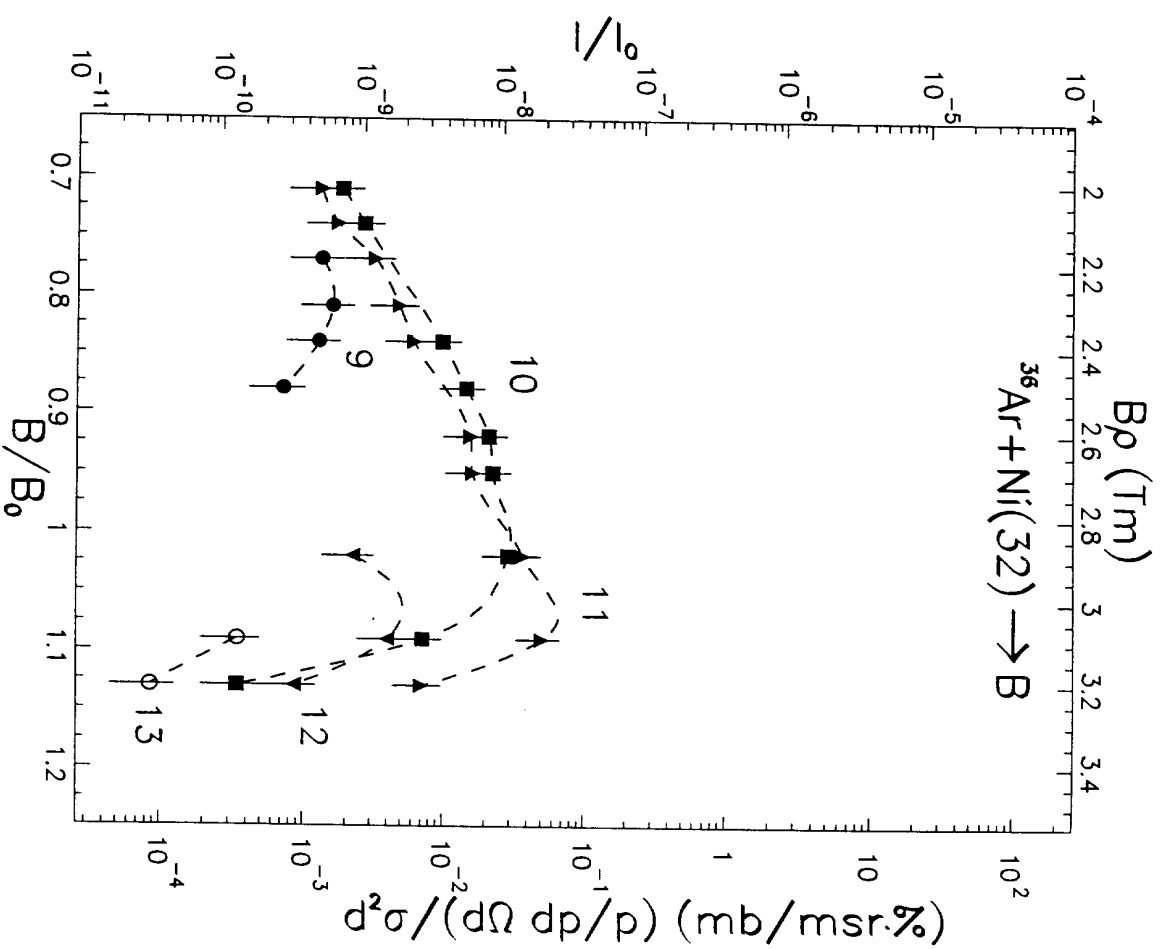 Bρ (Tm)
2 2.2 2.4 2.6 2.8 3 3.2 3.4
³⁶Ar+Ni(32) → B
I/I₀
10⁻⁴
10⁻⁵
10⁻⁶
10⁻⁷
10⁻⁸
10⁻⁹
10⁻¹⁰
10⁻¹¹
10²
10
1
10⁻¹
10⁻²
10⁻³
10⁻⁴
d²σ/(dΩ dp/p) (mb/msr·%)
9
10
11
12
13
0.7 0.8 0.9 1 1.1 1.2
B/B₀